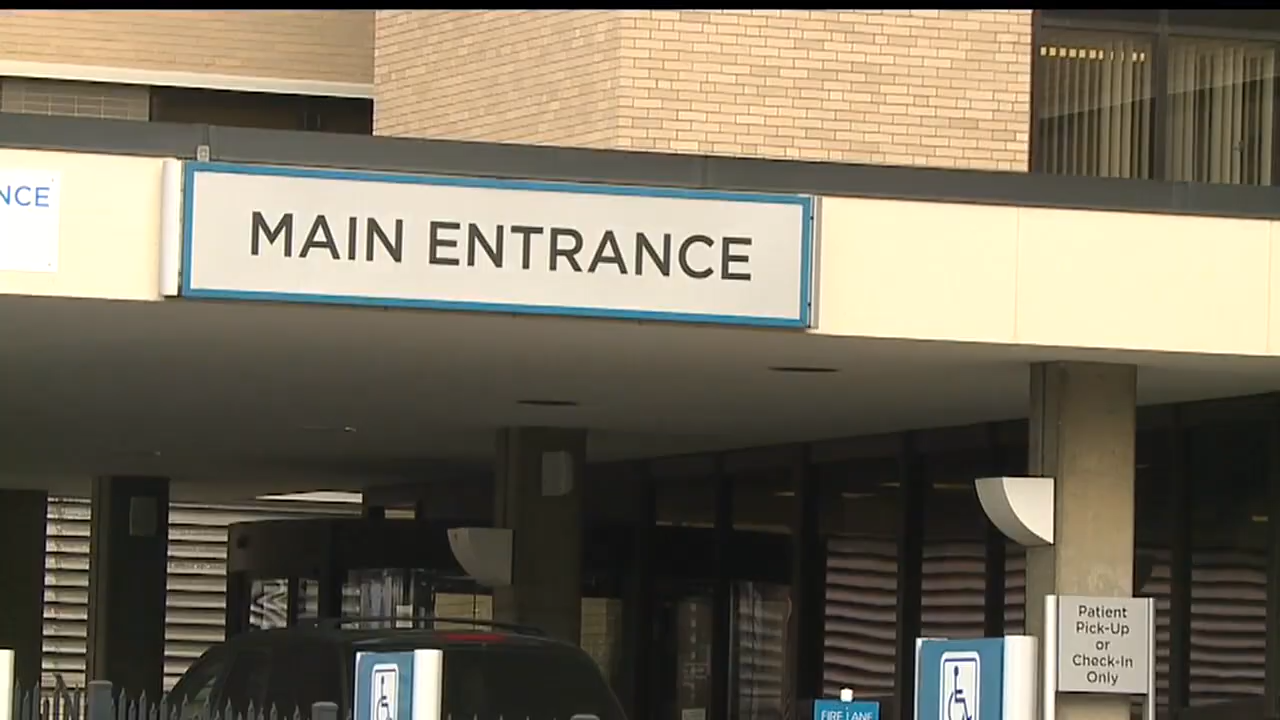 NCE
MAIN ENTRANCE
Patient
Pick-Up
or
Check-In
Only
FIRE LANE